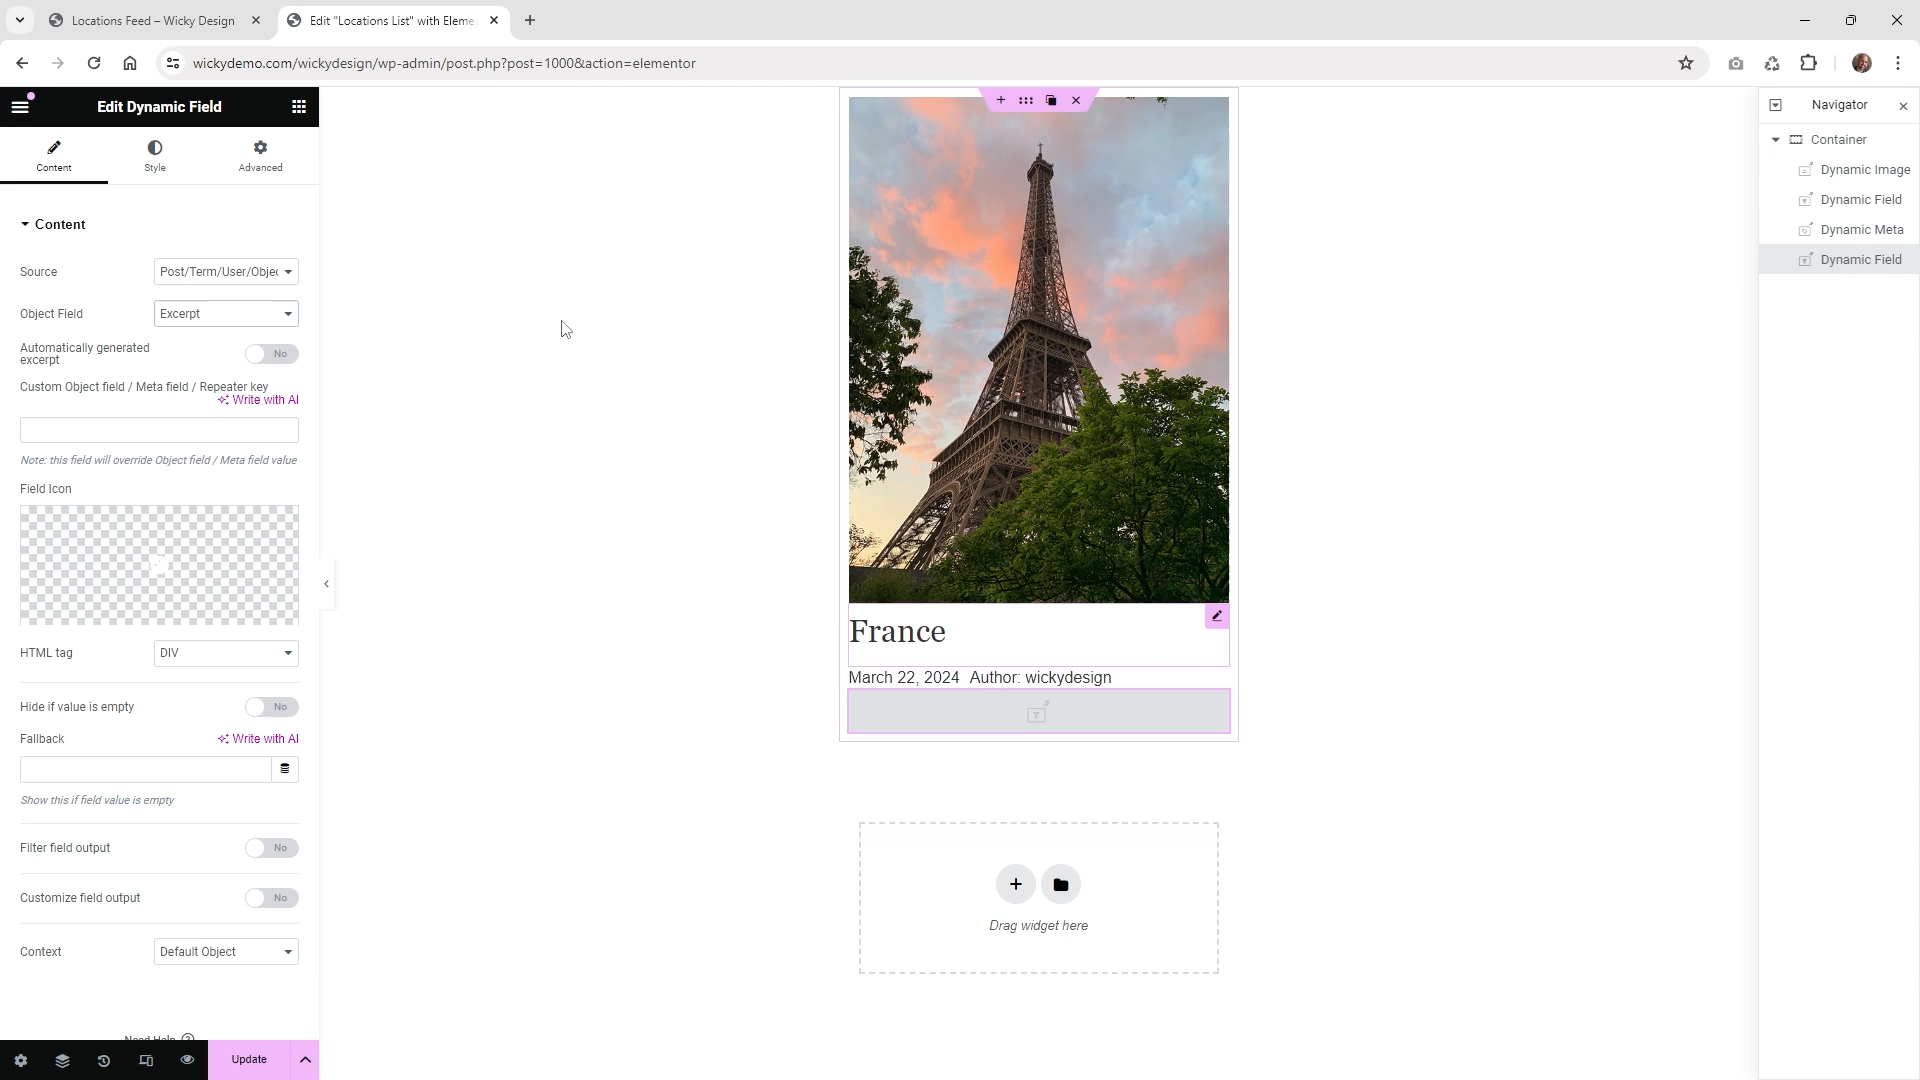 Locations Feed – Wicky Design
Edit "Locations List" with Eleme
wickydemo.com/wickydesign/wp-admin/post.php?post=1000&action=elementor
Edit Dynamic Field
Content
Style
Advanced
Content
Source
Post/Term/User/Objec
Object Field
Excerpt
Automatically generated
excerpt
No
Custom Object field / Meta field / Repeater key
Write with AI
Note: this field will override Object field / Meta field value
Field Icon
HTML tag
DIV
Hide if value is empty
No
Fallback
Write with AI
Show this if field value is empty
Filter field output
No
Customize field output
No
Context
Default Object
Need Help
Update
France
March 22, 2024 Author: wickydesign
Drag widget here
Navigator
Container
Dynamic Image
Dynamic Field
Dynamic Meta
Dynamic Field